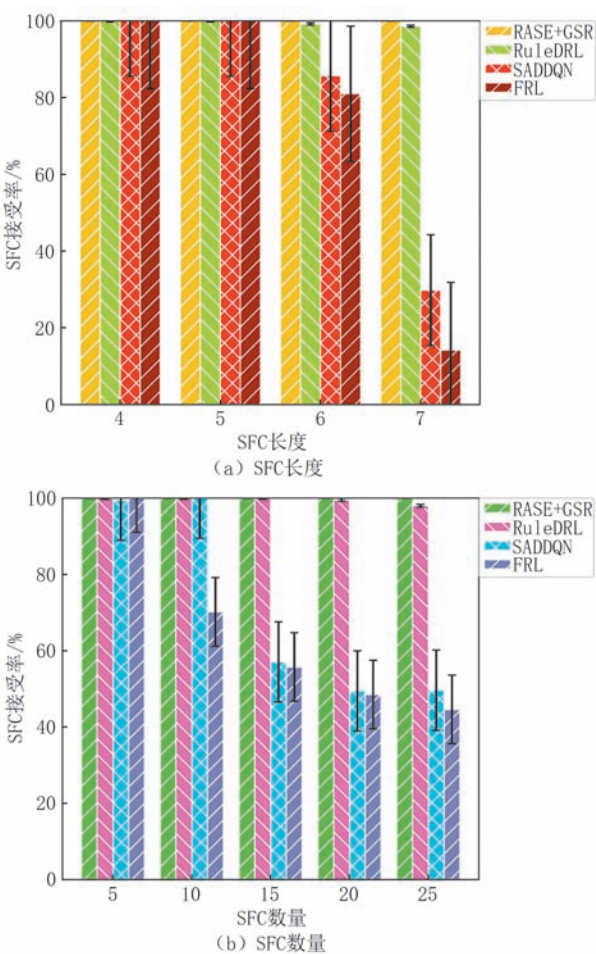 100
80
60
40
20
0
SFC接受率/%
RASE+GSR
RuleDRL
SADDQN
FRL
4 5 6 7
SFC长度
(a) SFC长度
100
80
60
40
20
0
SFC接受率/%
RASE+GSR
RuleDRL
SADDQN
FRL
5 10 15 20 25
SFC数量
(b) SFC数量